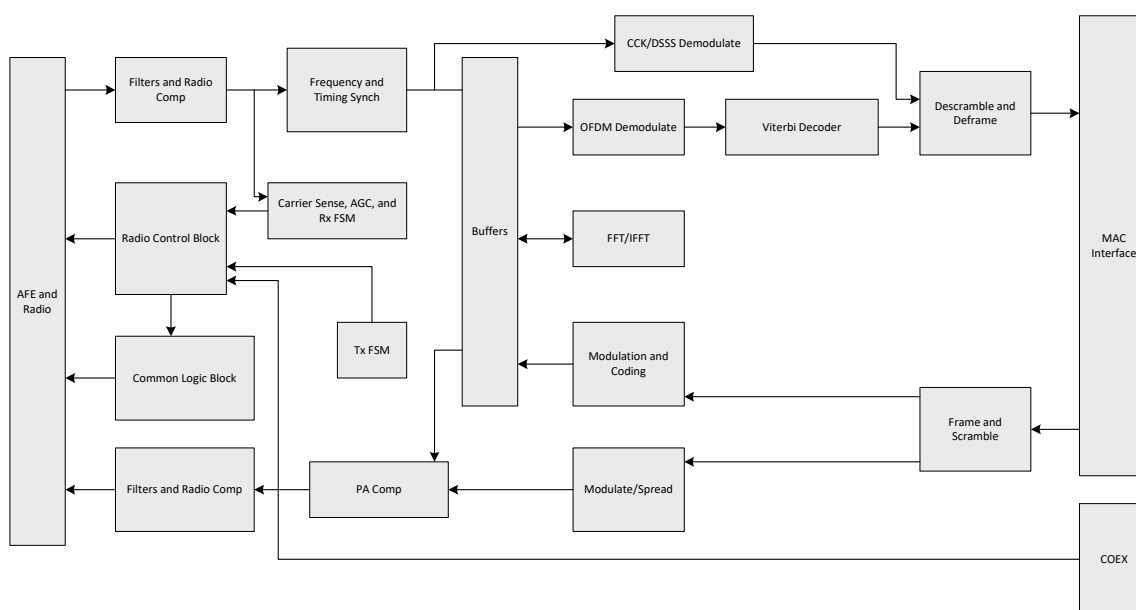 CCK/DSSS Demodulate
Filters and Radio
Comp
Frequency and
Timing Synch
Descramble and
Deframe
OFDM Demodulate
Viterbi Decoder
Carrier Sense, AGC, and
Rx FSM
Radio Control Block
Buffers
FFT/IFFT
MAC
Interface
AFE and
Radio
Tx FSM
Modulation and
Coding
Common Logic Block
Frame and
Scramble
Filters and Radio Comp
PA Comp
Modulate/Spread
COEX